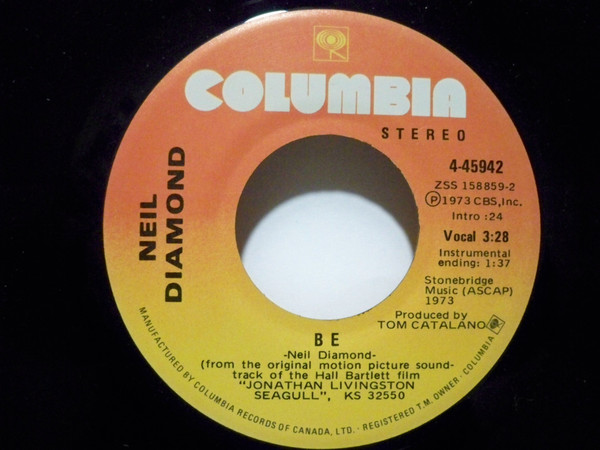 COLUMBIA
STEREO
NEIL
DIAMOND
4-45942
ZSS 158859-2
Ⓟ1973 CBS, Inc.
Intro :24
Vocal 3:28
Instrumental
ending: 1:37
Stonebridge
Music (ASCAP)
1973
Produced by
TOM CATALANO
BE
-Neil Diamond-
(from the original motion picture sound-
track of the Hall Bartlett film
"JONATHAN LIVINGSTON
SEAGULL", KS 32550
MANUFACTURED BY COLUMBIA RECORDS OF CANADA, LTD. · REGISTERED T.M. OWNER · COLUMBIA